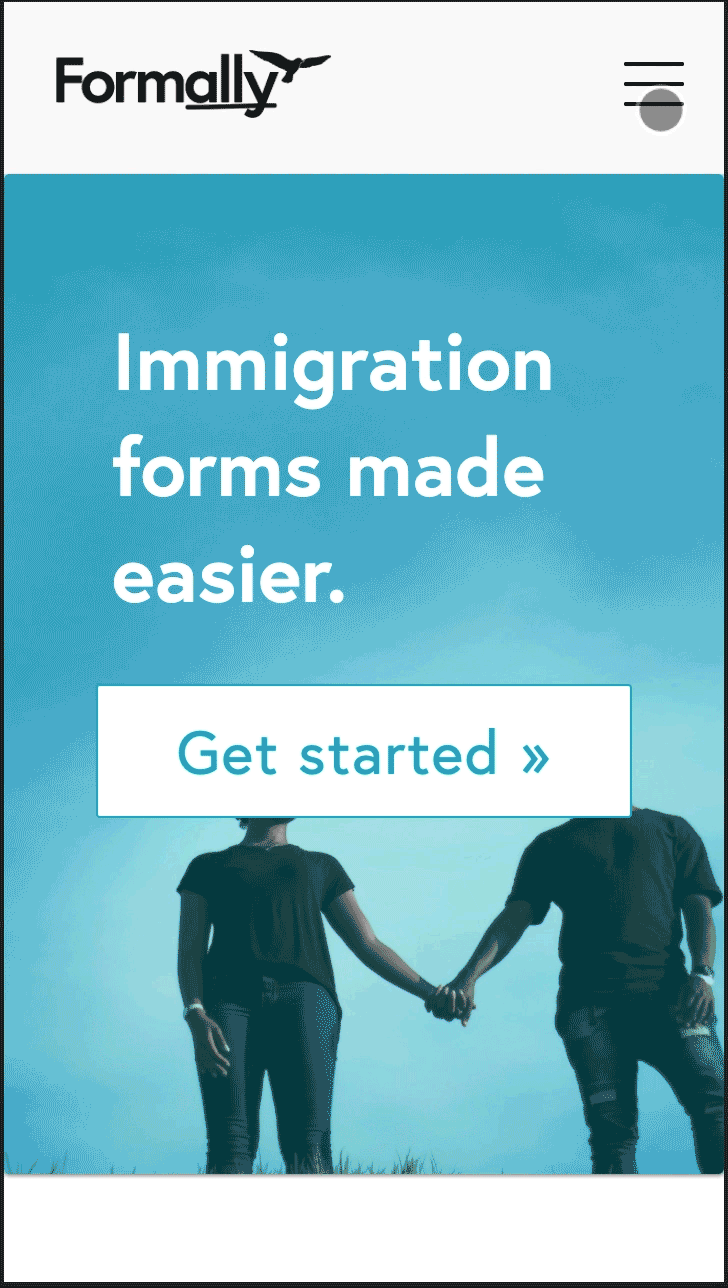 Formally
Immigration
forms made
easier.
Get started »